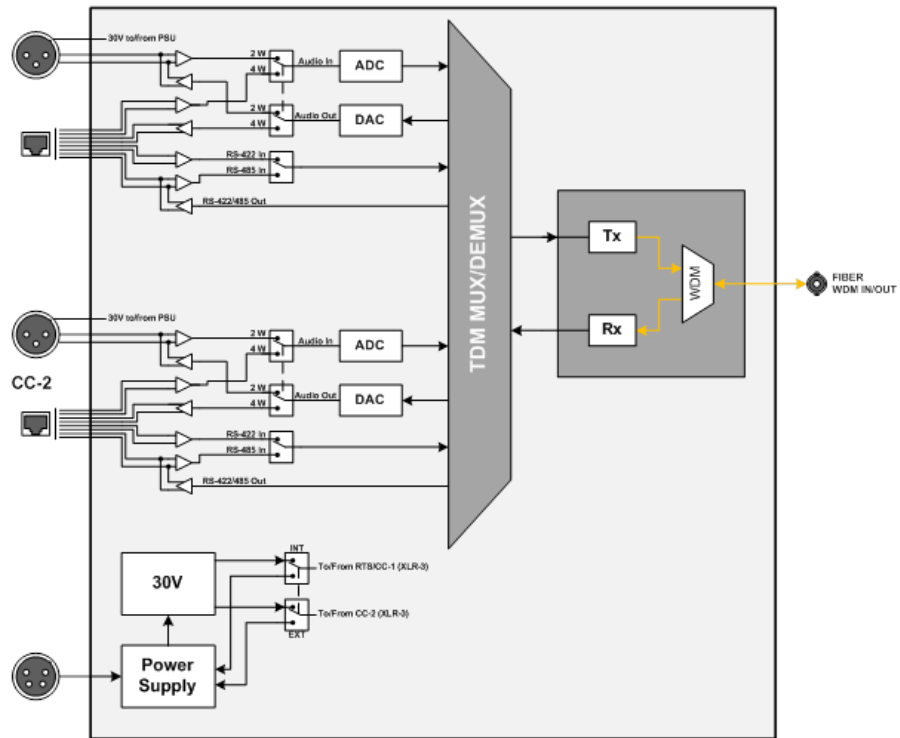 30V to/from PSU
2 W
Audio In
ADC
4 W
2 W
Audio Out
DAC
4 W
RS-422 In
RS-485 In
RS-422/485 Out
TDM MUX/DEMUX
Tx
WDM
Rx
FIBER
WDM IN/OUT
30V to/from PSU
2 W
Audio In
ADC
4 W
CC-2
2 W
Audio Out
DAC
4 W
RS-422 In
RS-485 In
RS-422/485 Out
INT
To/From RTS/CC-1 (XLR-3)
30V
To/From CC-2 (XLR-3)
EXT
Power
Supply